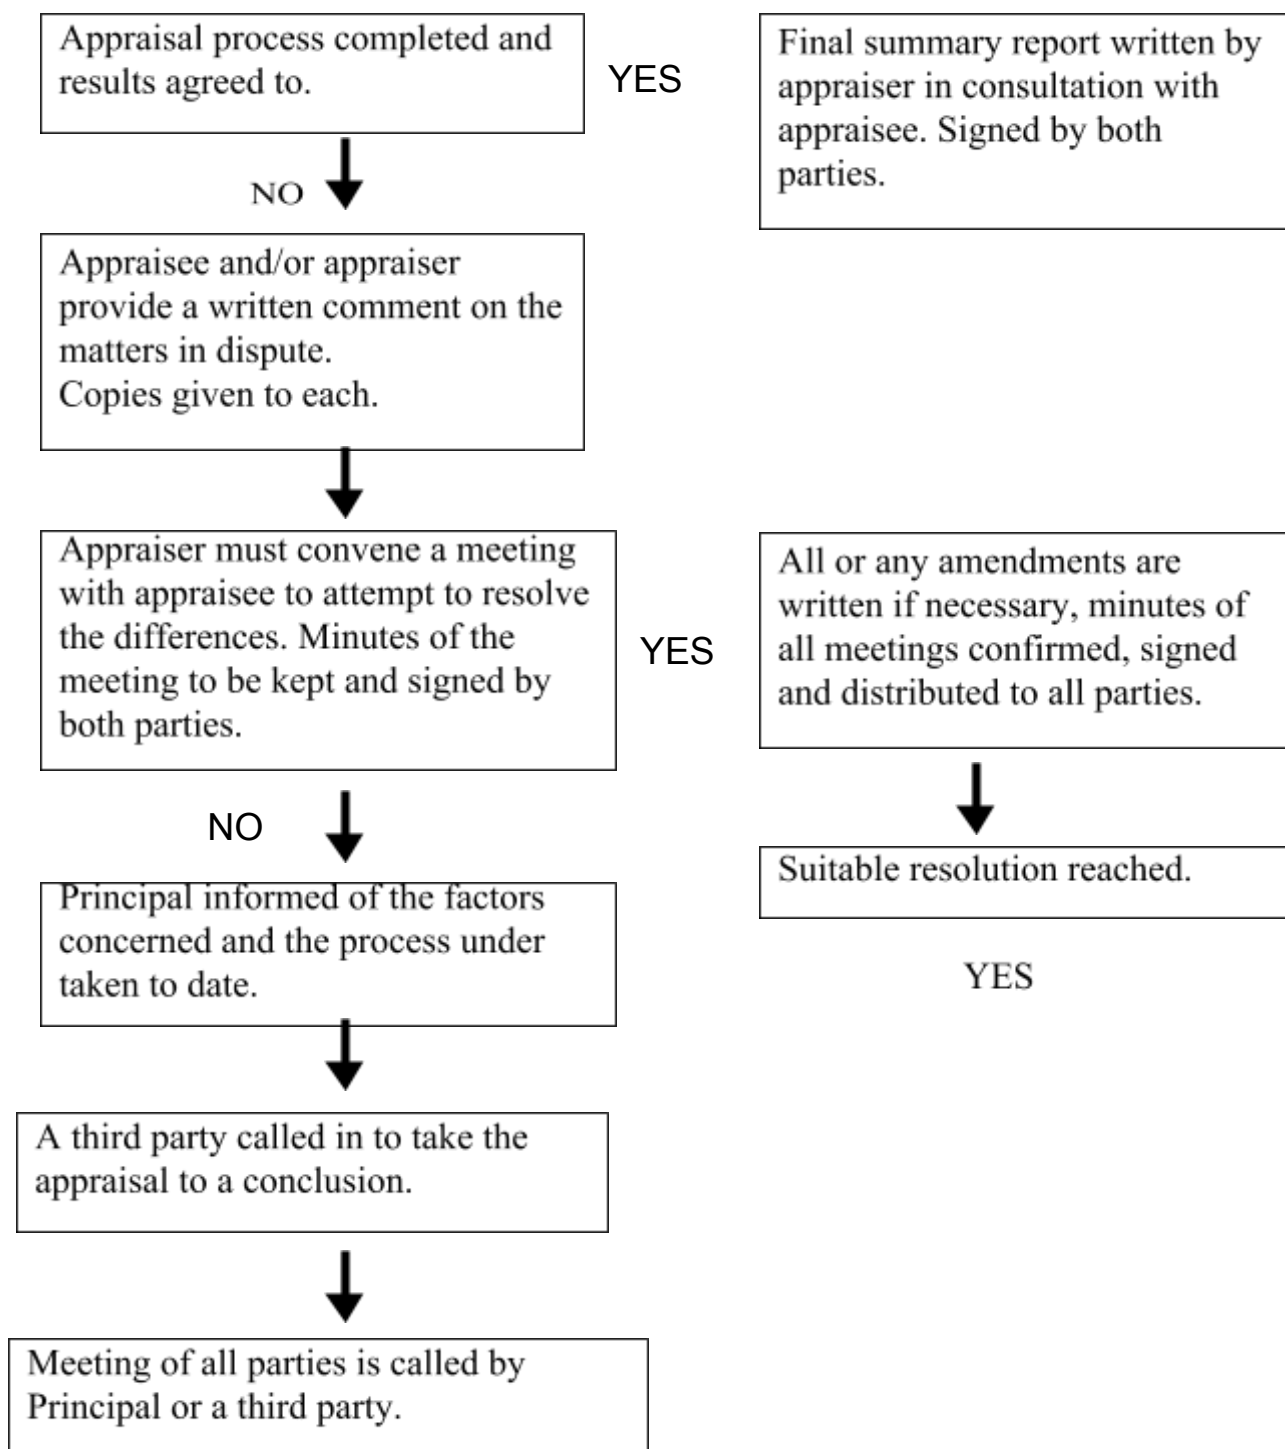 Appraisal process completed and
results agreed to.
YES
Final summary report written by
appraiser in consultation with
appraisee. Signed by both
parties.
NO
Appraisee and/or appraiser
provide a written comment on the
matters in dispute.
Copies given to each.
Appraiser must convene a meeting
with appraisee to attempt to resolve
the differences. Minutes of the
meeting to be kept and signed by
both parties.
YES
All or any amendments are
written if necessary, minutes of
all meetings confirmed, signed
and distributed to all parties.
NO
Suitable resolution reached.
YES
Principal informed of the factors
concerned and the process under
taken to date.
A third party called in to take the
appraisal to a conclusion.
Meeting of all parties is called by
Principal or a third party.